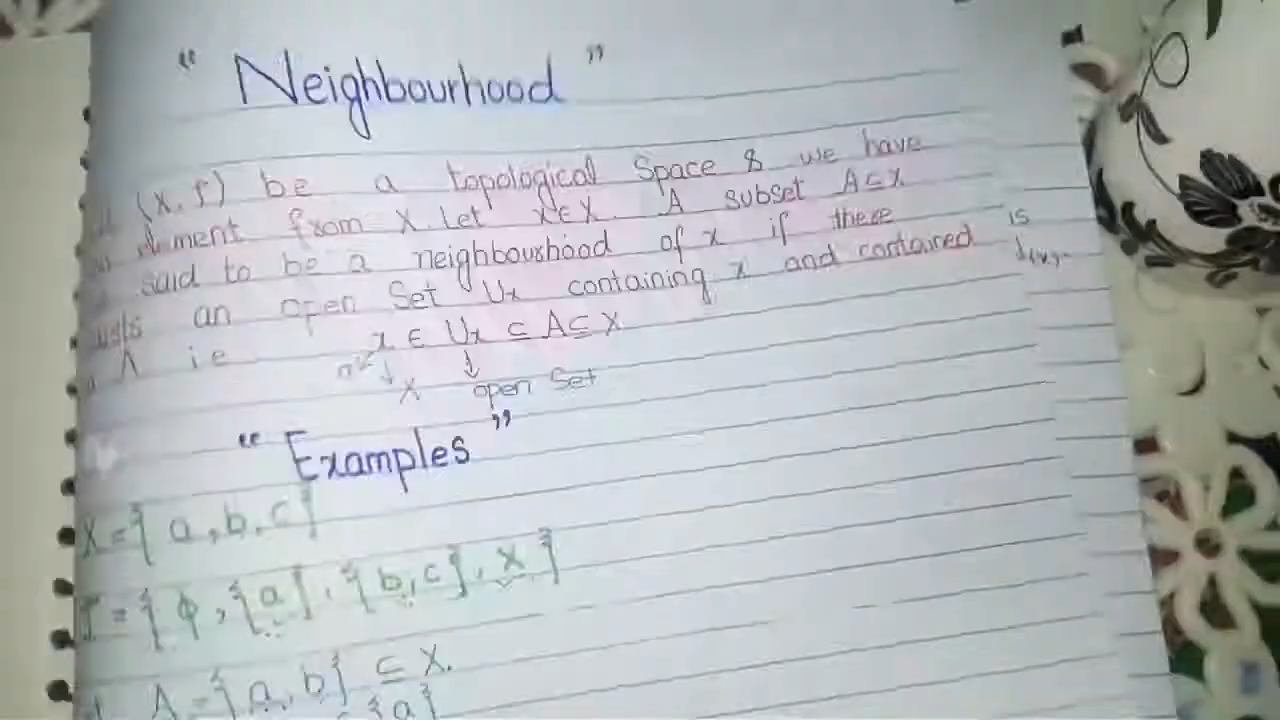 “ Neighbourhood ”
(X, ℐ) be a topological Space & we have
element from X. Let x∈X A subset A⊆X is
said to be a neighbourhood of x if there
an open Set Ux containing x and contained
A i.e x ∈ Ux ⊆ A ⊆ X
↓ ↓
X open Set
“ Examples ”
X = { a, b, c }
T = { ϕ, {a}, {b, c}, X }
A = {a, b} ⊆ X.
{a}